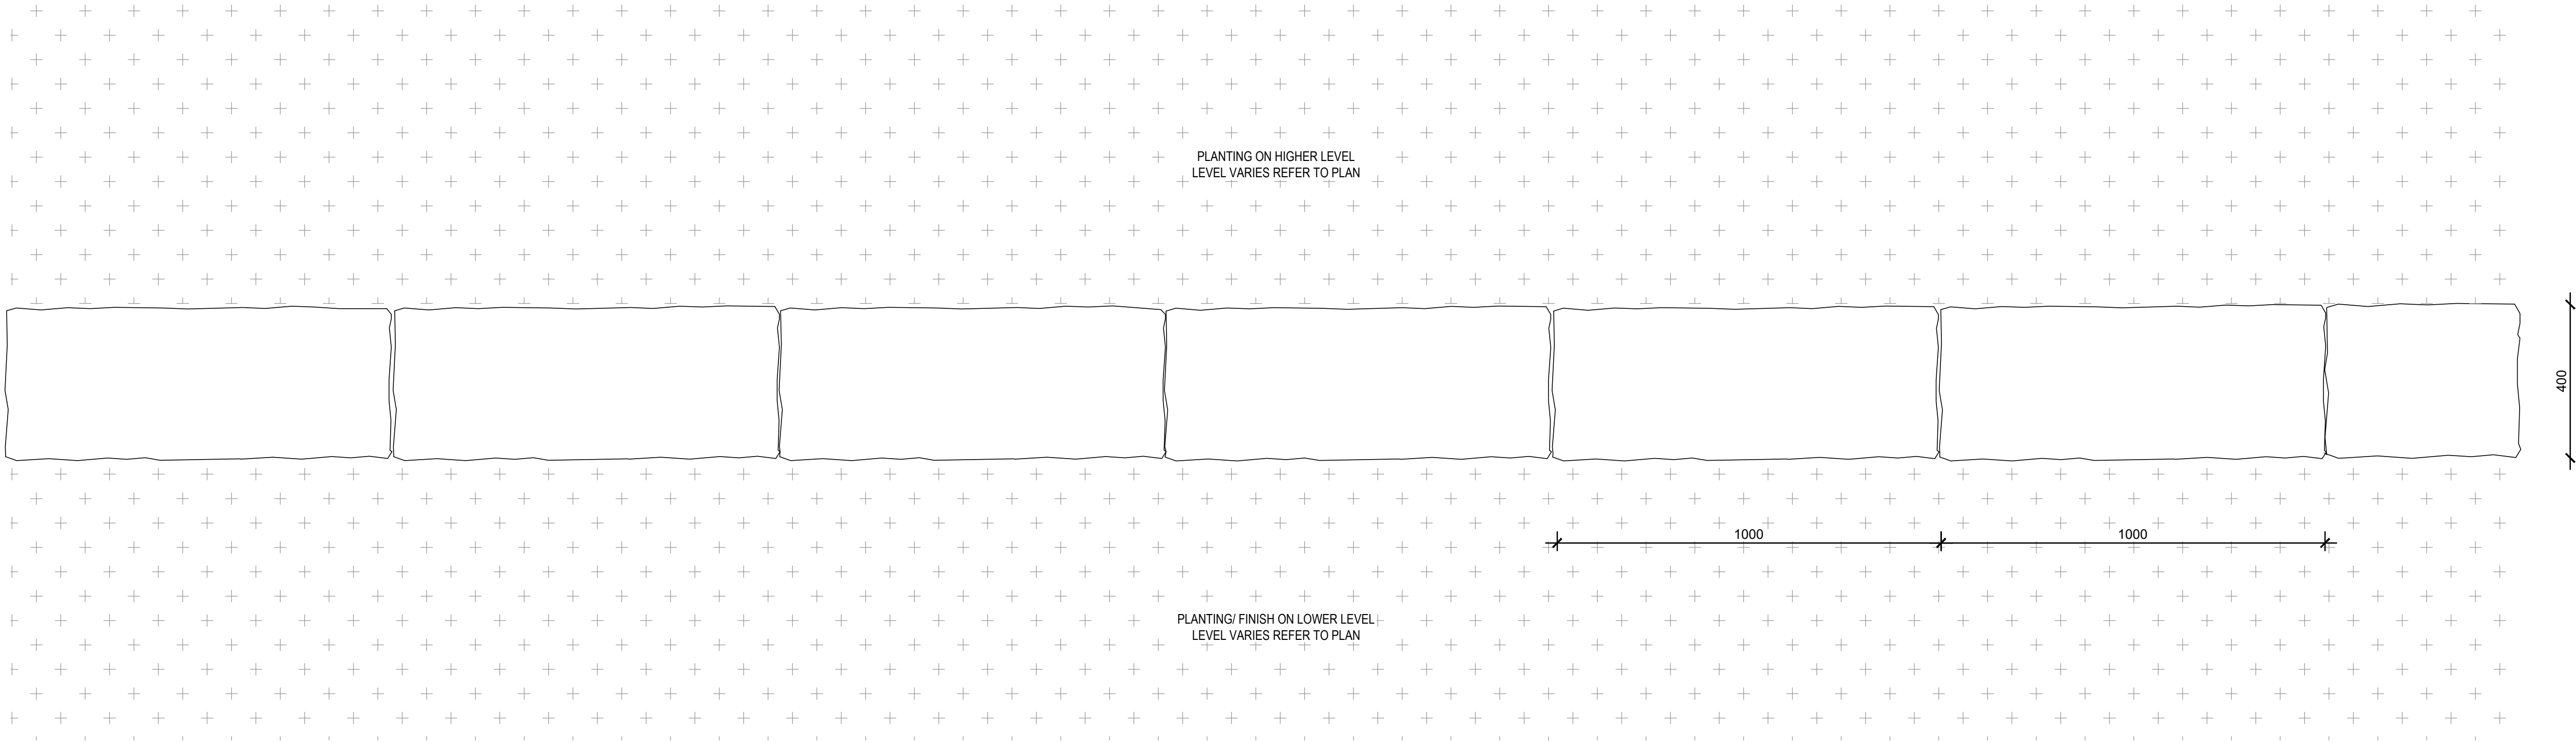 PLANTING ON HIGHER LEVEL
LEVEL VARIES REFER TO PLAN
400
1000
1000
PLANTING/ FINISH ON LOWER LEVEL
LEVEL VARIES REFER TO PLAN